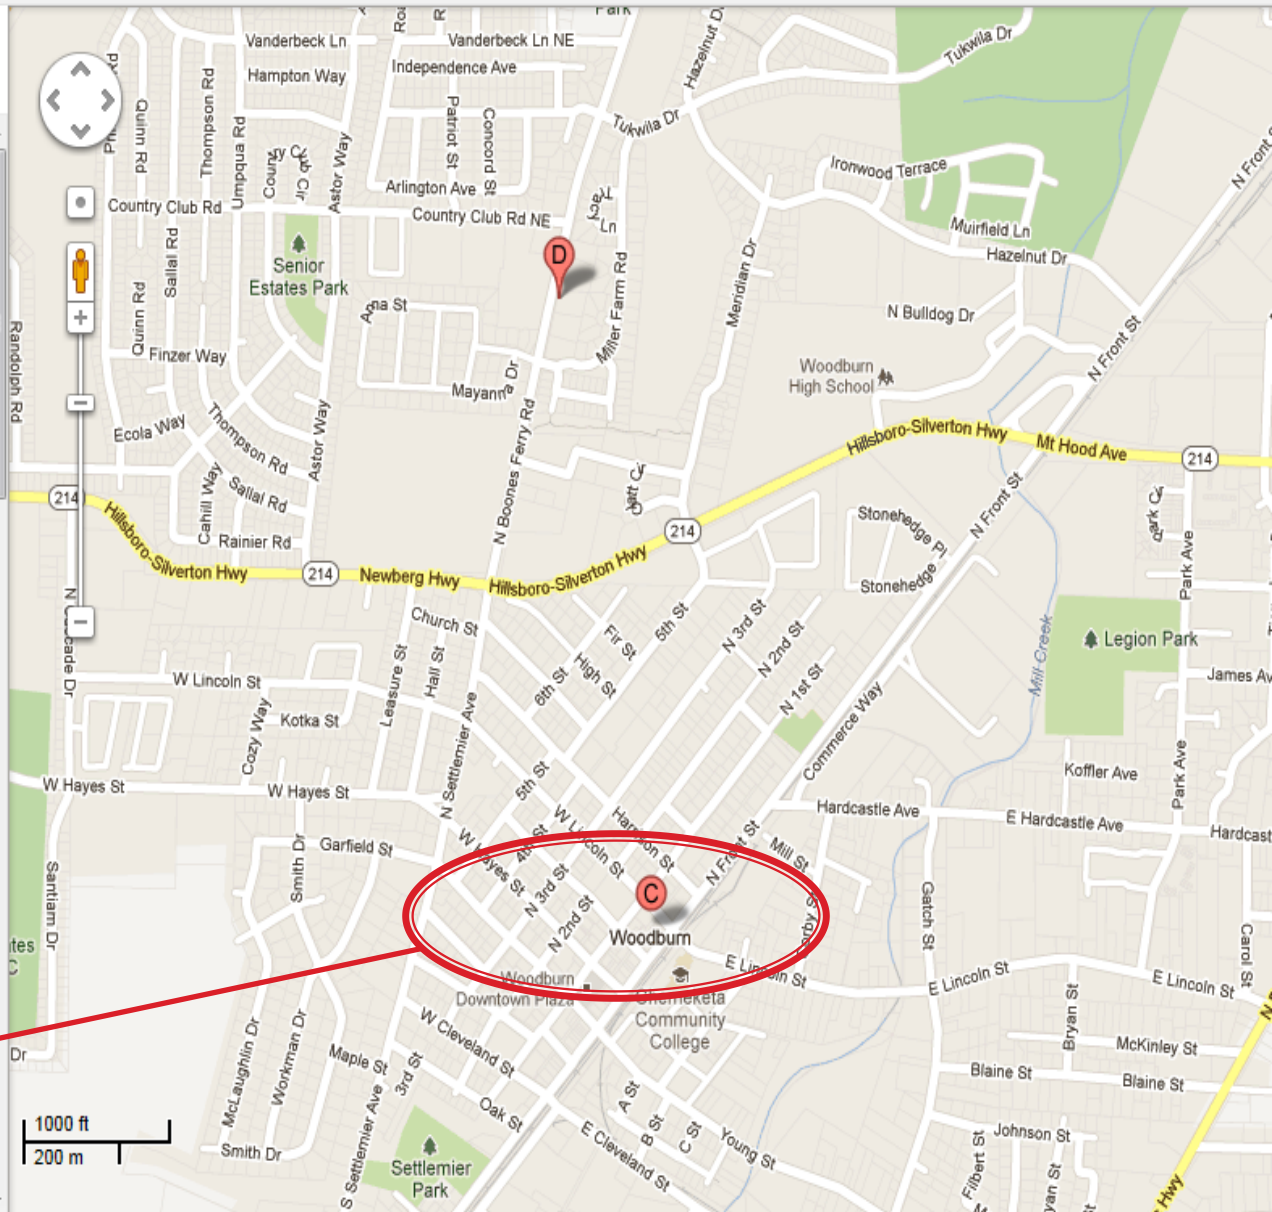 Park
Vanderbeck Ln
Vanderbeck Ln NE
Hampton Way
Independence Ave
Hazelnut D
Tukwila Dr
Tukwila Dr
Quinn Rd
Thompson Rd
Umpqua Rd
Astor Way
Patriot St
Concord St
Arlington Ave
Country Club Rd
Country Club Rd NE
Ironwood Terrace
Muirfield Ln
Hazelnut Dr
N Front
Sallal Rd
Senior
Estates Park
D
Miller Farm Rd
Meridian Dr
N Bulldog Dr
N Front St
Quinn Rd
Randolph Rd
Finzer Way
Woodburn
High School
Ecola Way
Thompson Rd
Astor Way
Sallal Rd
Cahill Way
Rainier Rd
N Boones Ferry Rd
Hillsboro-Silverton Hwy
Mt Hood Ave
214
214
Hillsboro-Silverton Hwy
214
Newberg Hwy
Hillsboro-Silverton Hwy
214
N Front St
Stonehedge Pl
Stonehedge
Park Ave
Church St
Leasure St
Hall St
Fir St
High St
6th St
5th St
N 3rd St
N 2nd St
N 1st St
Mill Creek
Legion Park
James Av
W Lincoln St
Cozy Way
Kotka St
N Settlemier Ave
Commerce Way
W Hayes St
W Hayes St
5th St
Koffler Ave
Park Ave
Hardcastle Ave
E Hardcastle Ave
Hardcast
Garfield St
Smith Dr
Santiam Dr
W Hayes St
4th St
W Lincoln St
Harrison St
N Front St
Mill St
N 3rd St
N 2nd St
C
Woodburn
Gatch St
Carol St
E Lincoln St
E Lincoln St
E Lincoln St
Woodburn
Downtown Plaza
Chemeketa
Community
College
W Cleveland St
Bryan St
McKinley St
Blaine St
Blaine St
Dr
McLaughlin Dr
Workman Dr
Maple St
3rd St
Oak St
A St
B St
C St
Young St
E Cleveland St
Johnson St
Filbert St
Smith Dr
S Settlemier Ave
Settlemier
Park
Hwy
1000 ft
200 m